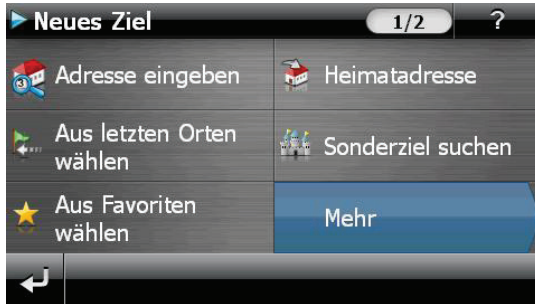 Neues Ziel
1/2
?
Adresse eingeben
Heimatadresse
Aus letzten Orten
wählen
Sonderziel suchen
Aus Favoriten
wählen
Mehr